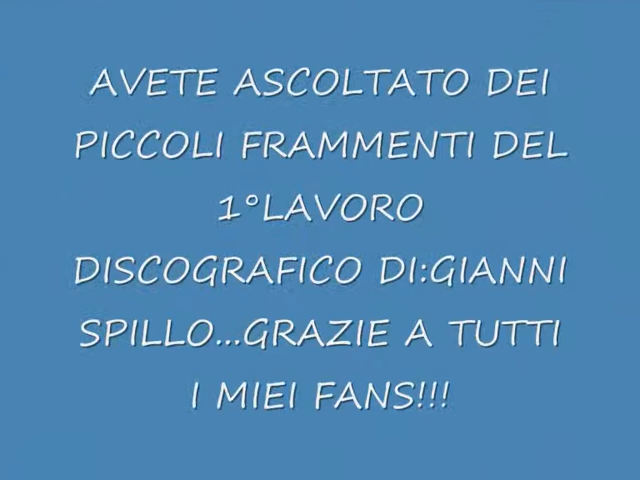 AVETE ASCOLTATO DEI
PICCOLI FRAMMENTI DEL
1°LAVORO
DISCOGRAFICO DI:GIANNI
SPILLO...GRAZIE A TUTTI
I MIEI FANS!!!